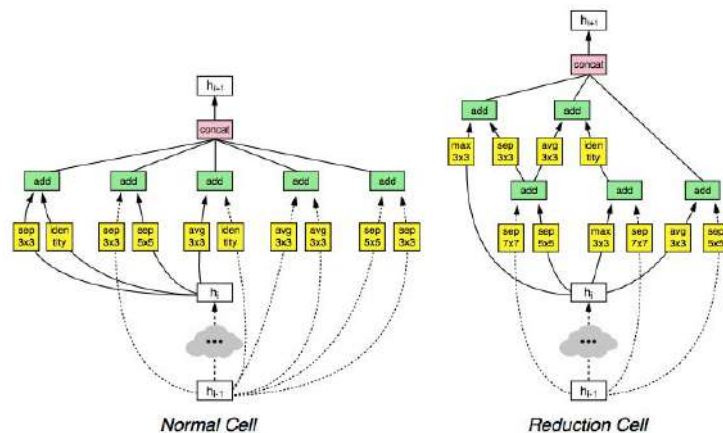 h_{i+1}
concat
add add add add add
sep 3x3 iden tity sep 3x3 sep 5x5 avg 3x3 iden tity avg 3x3 avg 3x3 sep 5x5 sep 3x3
h_i
...
h_{i-1}
Normal Cell
h_{i+1}
concat
add add
max 3x3 sep 3x3 avg 3x3 iden tity
add add add
sep 7x7 sep 5x5 max 3x3 sep 7x7 avg 3x3 sep 5x5
h_i
...
h_{i-1}
Reduction Cell